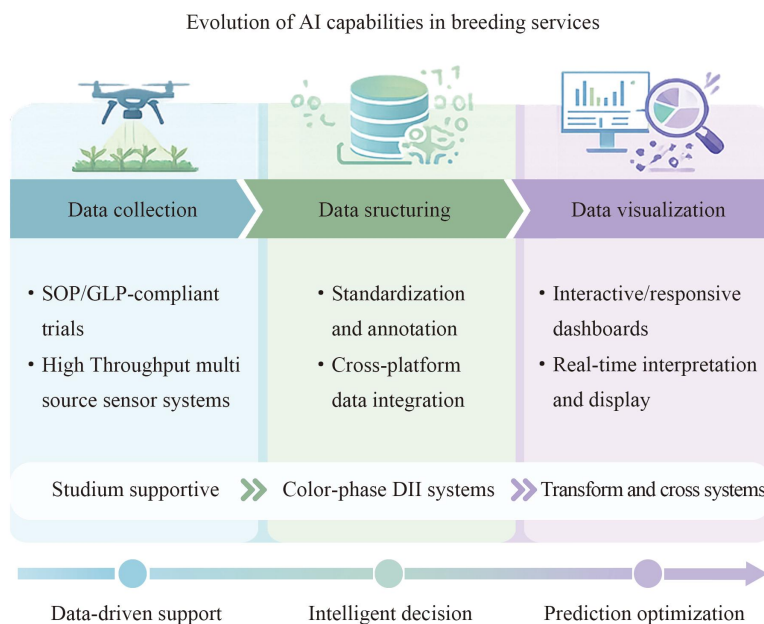 Evolution of AI capabilities in breeding services
Data collection
Data sructuring
Data visualization
• SOP/GLP-compliant
trials
• High Throughput multi
source sensor systems
• Standardization
and annotation
• Cross-platform
data integration
• Interactive/responsive
dashboards
• Real-time interpretation
and display
Studium supportive
Color-phase DII systems
Transform and cross systems
Data-driven support
Intelligent decision
Prediction optimization